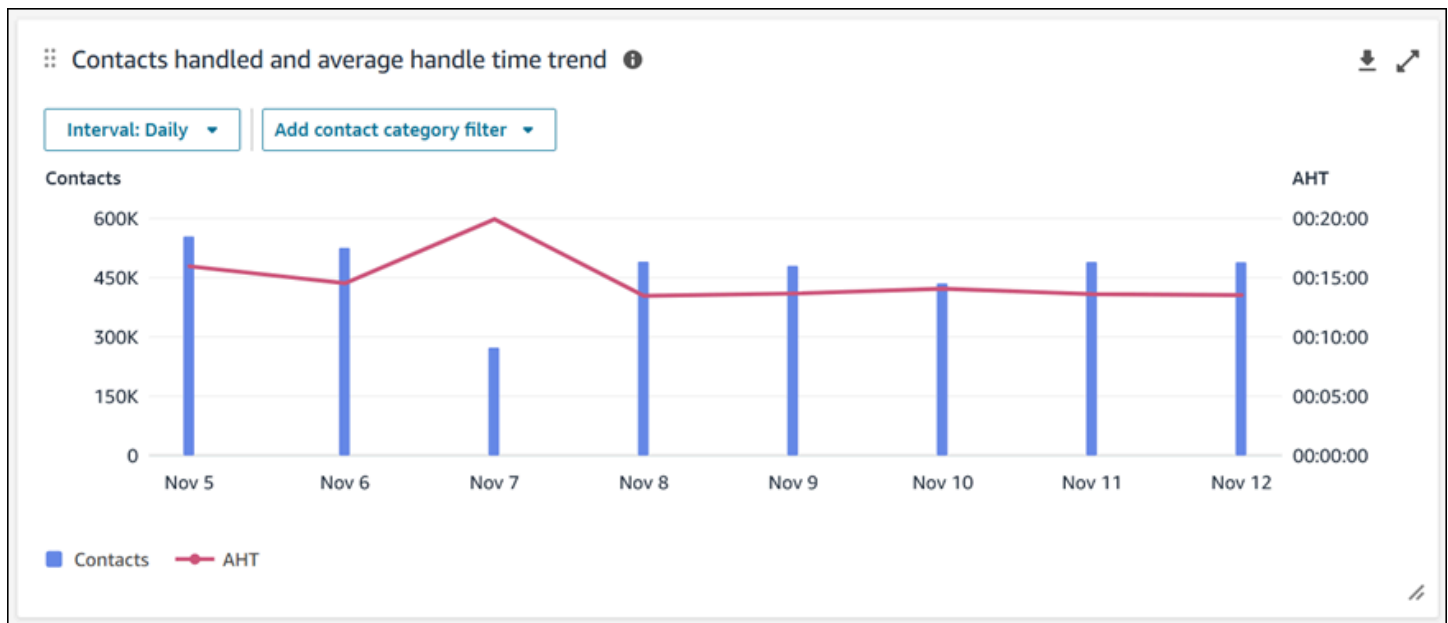 Contacts handled and average handle time trend
Interval: Daily Add contact category filter
Contacts AHT
600K 00:20:00
450K 00:15:00
300K 00:10:00
150K 00:05:00
0 00:00:00
Nov 5 Nov 6 Nov 7 Nov 8 Nov 9 Nov 10 Nov 11 Nov 12
Contacts AHT